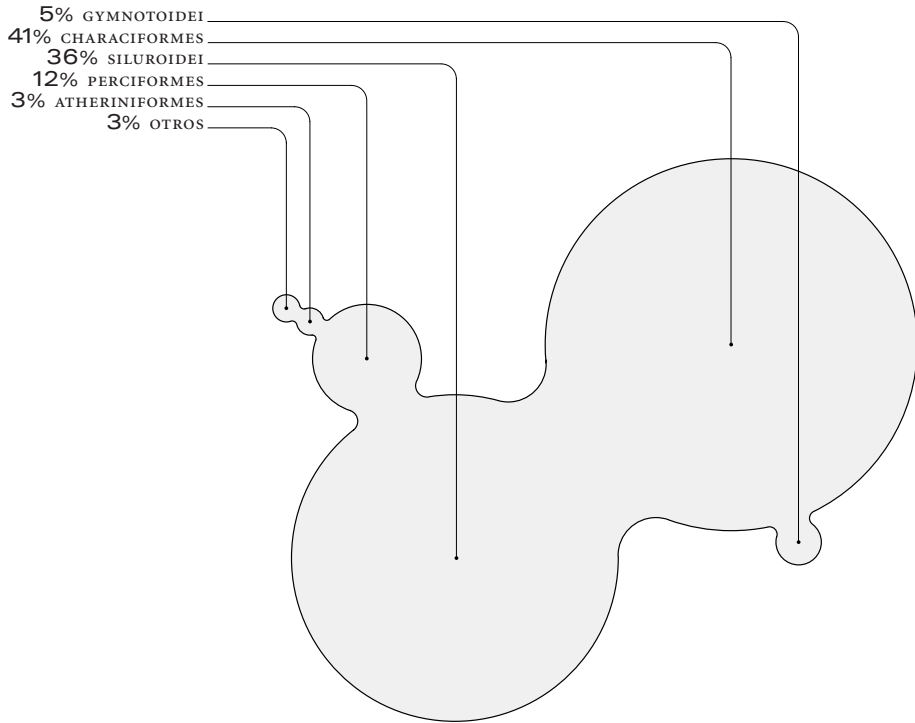 5% GYMNOTOIDEI
41% CHARACIFORMES
36% SILUROIDEI
12% PERCIFORMES
3% ATHERINIFORMES
3% OTROS